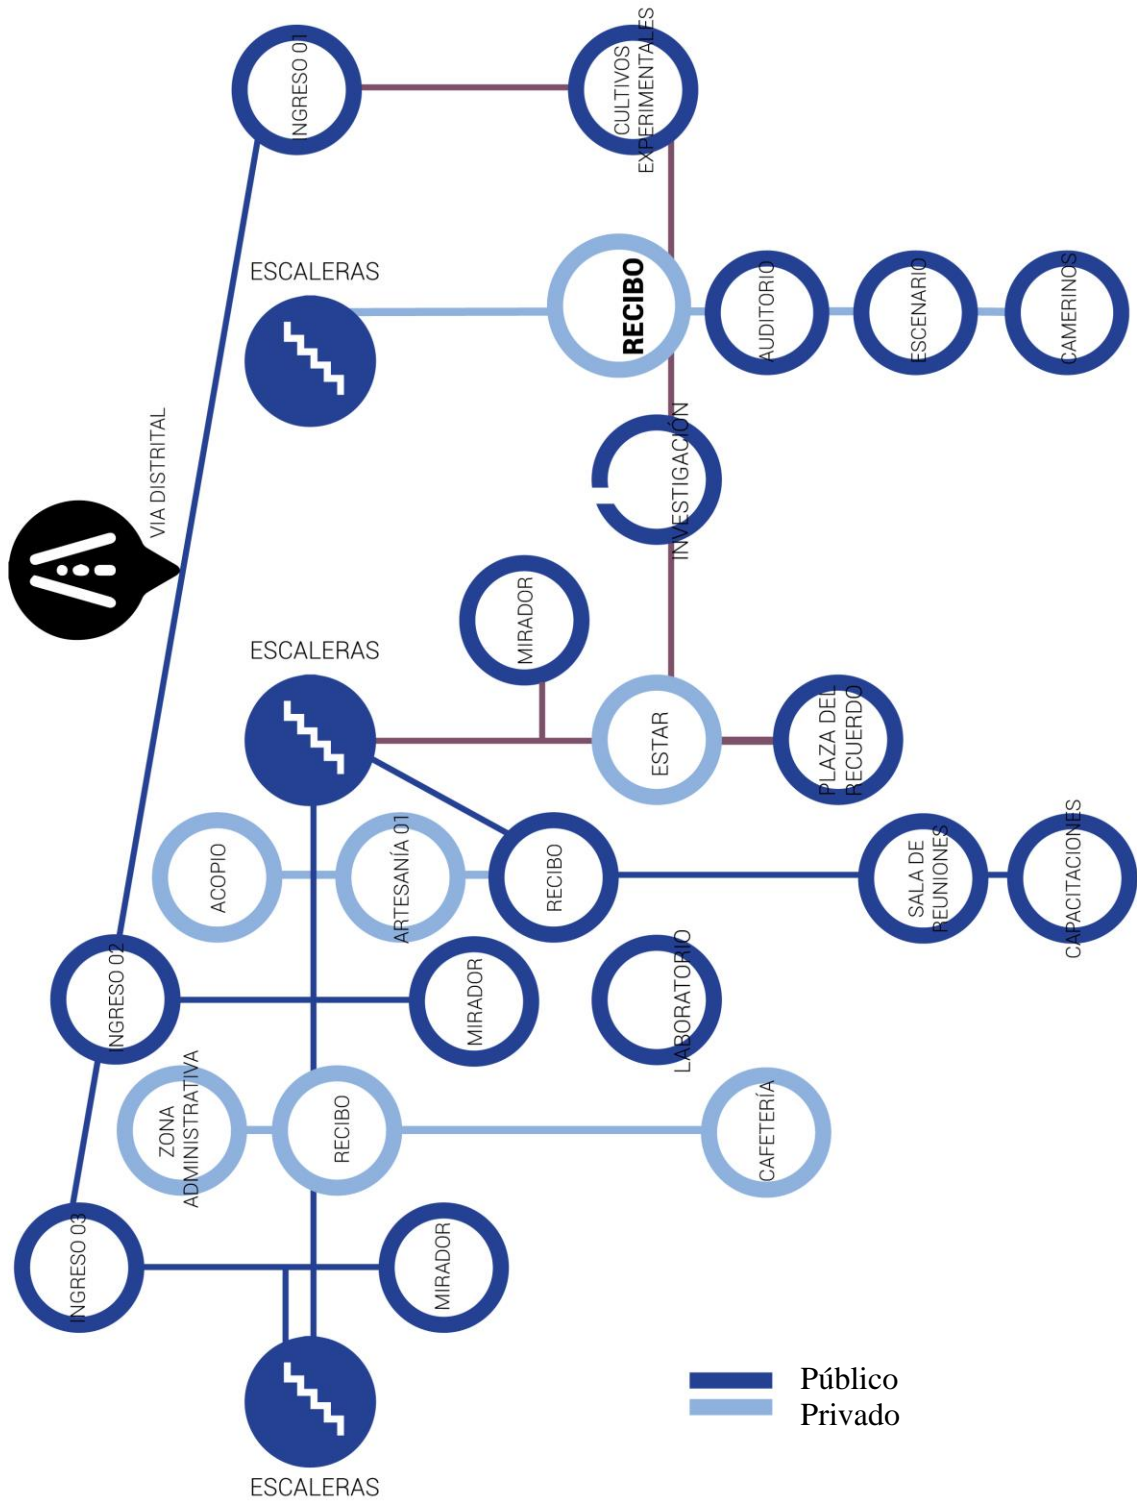 INGRESO 01
CULTIVOS
EXPERIMENTALES
ESCALERAS
RECIBO
AUDITORIO
ESCENARIO
CAMERINOS
VIA DISTRITAL
INVESTIGACIÓN
MIRADOR
ESCALERAS
ESTAR
PLAZA DEL
RECUERDO
ACOPIO
ARTESANÍA 01
RECIBO
SALA DE
REUNIONES
CAPACITACIONES
INGRESO 02
MIRADOR
LABORATORIO
ZONA
ADMINISTRATIVA
RECIBO
CAFETERÍA
INGRESO 03
MIRADOR
ESCALERAS
Público
Privado